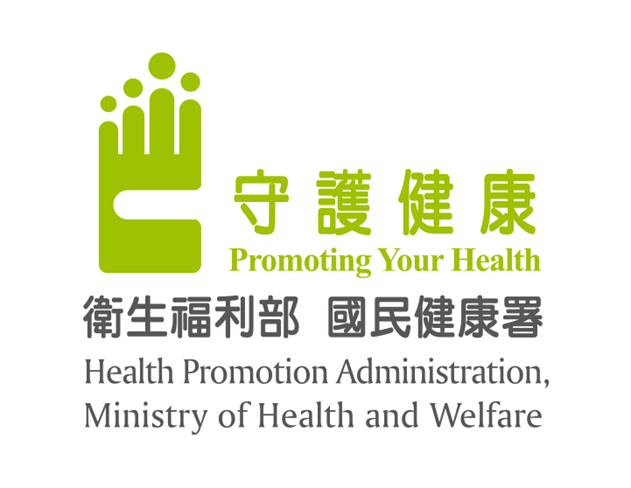 守護健康
Promoting Your Health
衛生福利部 國民健康署
Health Promotion Administration,
Ministry of Health and Welfare